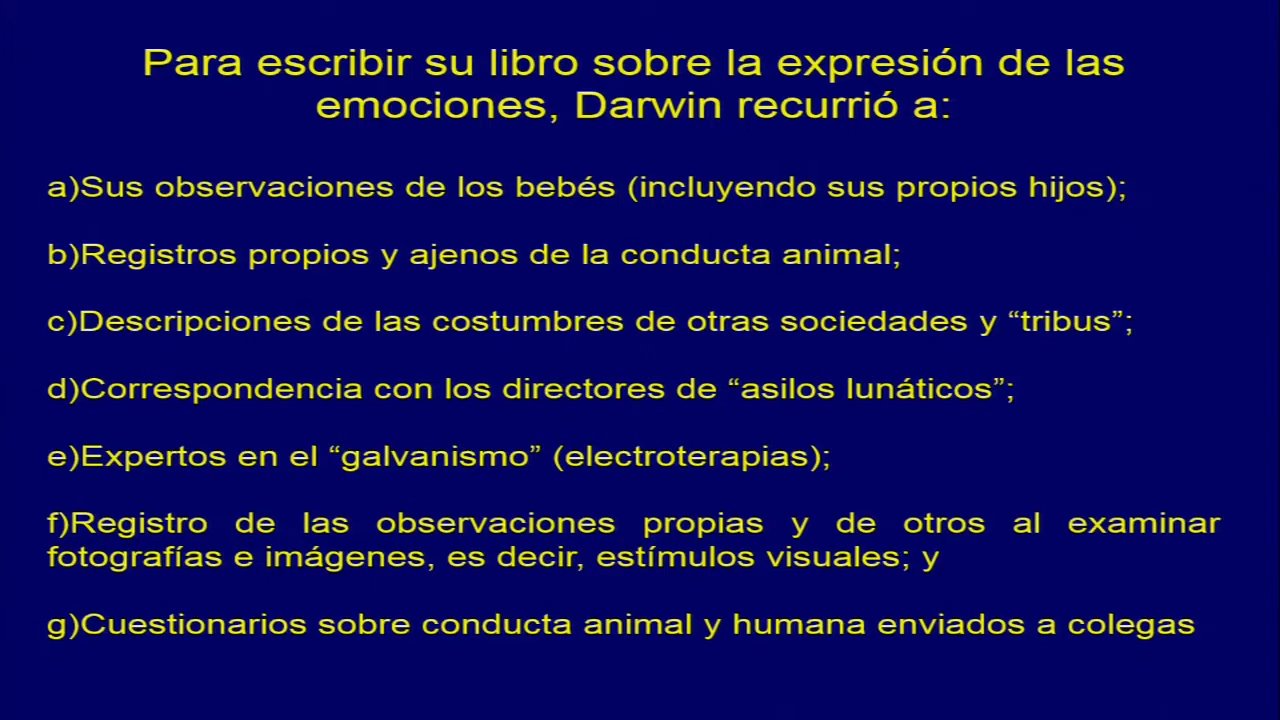 Para escribir su libro sobre la expresión de las
emociones, Darwin recurrió a:
a)Sus observaciones de los bebés (incluyendo sus propios hijos);
b)Registros propios y ajenos de la conducta animal;
c)Descripciones de las costumbres de otras sociedades y “tribus”;
d)Correspondencia con los directores de “asilos lunáticos”;
e)Expertos en el “galvanismo” (electroterapias);
f)Registro de las observaciones propias y de otros al examinar
fotografías e imágenes, es decir, estímulos visuales; y
g)Cuestionarios sobre conducta animal y humana enviados a colegas